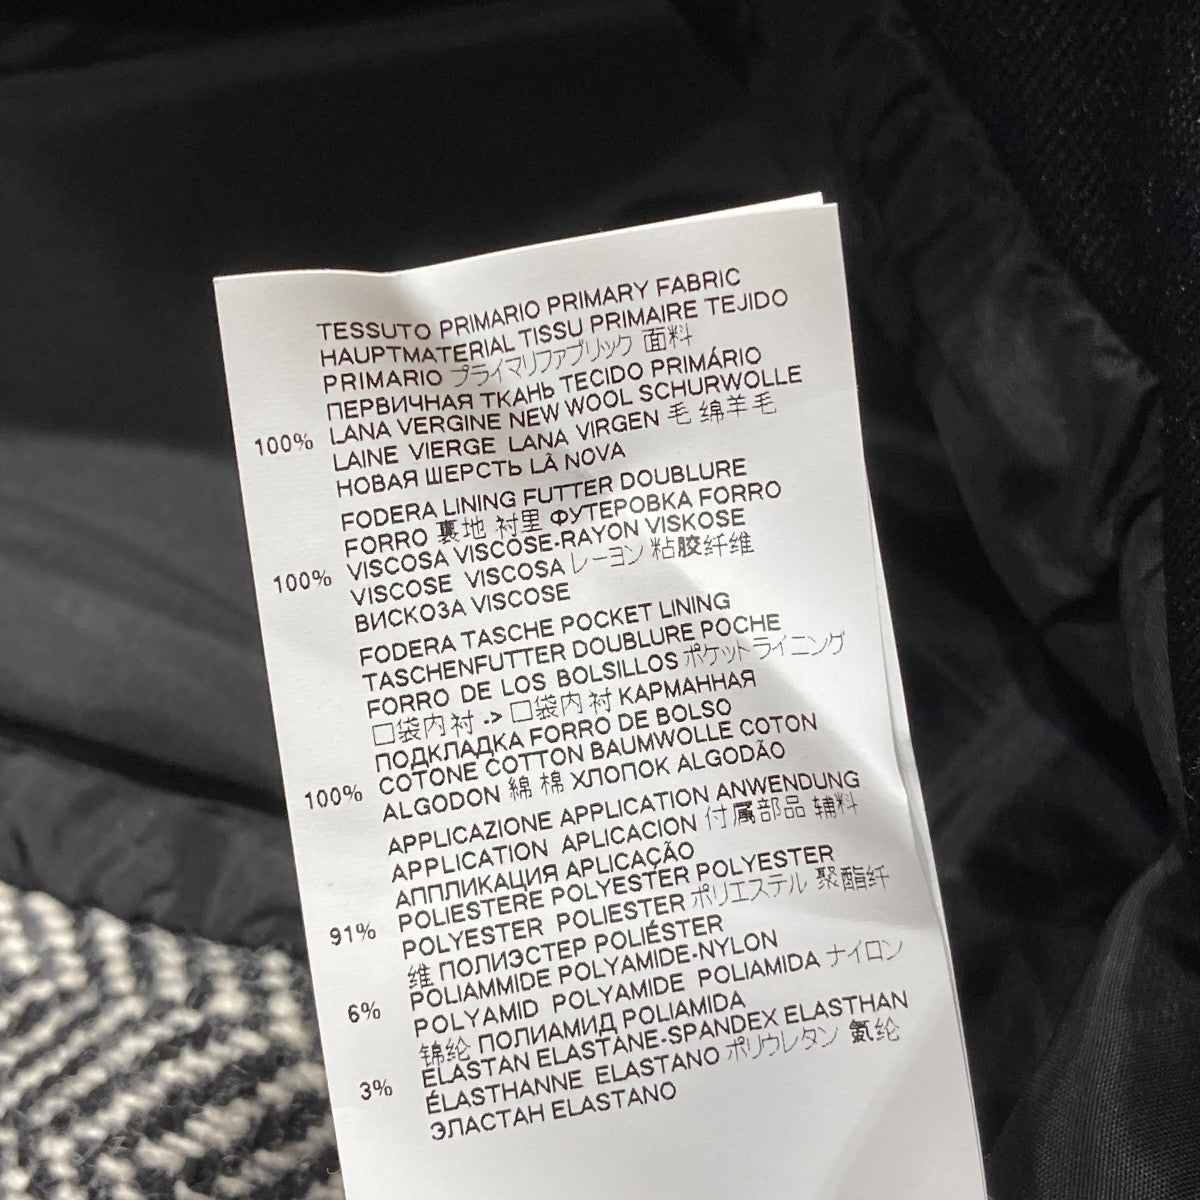 TESSUTO PRIMARIO PRIMARY FABRIC
HAUPTMATERIAL TISSU PRIMAIRE TEJIDO
PRIMARIO プライマリファブリック 面料
ПЕРВИЧНАЯ ТКАНЬ TECIDO PRIMÁRIO
100% LANA VERGINE NEW WOOL SCHURWOLLE
LAINE VIERGE LANA VIRGEN 毛 绵羊毛
НОВАЯ ШЕРСТЬ LÃ NOVA
FODERA LINING FUTTER DOUBLURE
FORRO 裏地 衬里 ФУТЕРОВКА FORRO
100% VISCOSA VISCOSE-RAYON VISKOSE
VISCOSE VISCOSA レーヨン 粘胶纤维
ВИСКОЗА VISCOSE
FODERA TASCHE POCKET LINING
TASCHENFUTTER DOUBLURE POCHE
FORRO DE LOS BOLSILLOS ポケットライニング
口袋内衬 -> 口袋内衬 КАРМАННАЯ
ПОДКЛАДКА FORRO DE BOLSO
100% COTONE COTTON BAUMWOLLE COTON
ALGODON 綿 棉 ХЛОПОК ALGODÃO
APPLICAZIONE APPLICATION ANWENDUNG
APPLICATION APLICACION 付属部品 辅料
АППЛИКАЦИЯ APLICAÇÃO
91% POLIESTERE POLYESTER POLYESTER
POLYESTER POLIESTER ポリエステル 聚酯纤
维 ПОЛИЭСТЕР POLIÉSTER
6% POLIAMMIDE POLYAMIDE-NYLON
POLYAMID POLYAMIDE POLIAMIDA ナイロン
锦纶 ПОЛИАМИД POLIAMIDA
3% ELASTAN ELASTANE-SPANDEX ELASTHAN
ÉLASTHANNE ELASTANO ポリウレタン 氨纶
ЭЛАСТАН ELASTANO